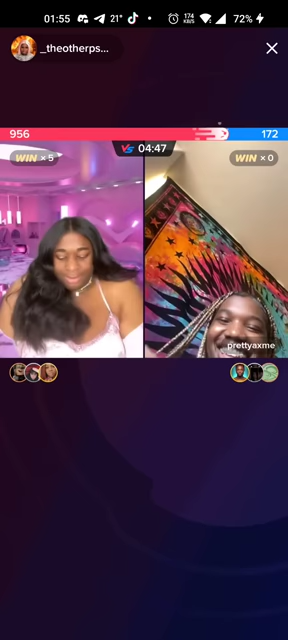 01:55 21° 174 KB/S 72%
_theotherps...
956 172
VS 04:47
WIN × 5 WIN × 0
prettyaxme